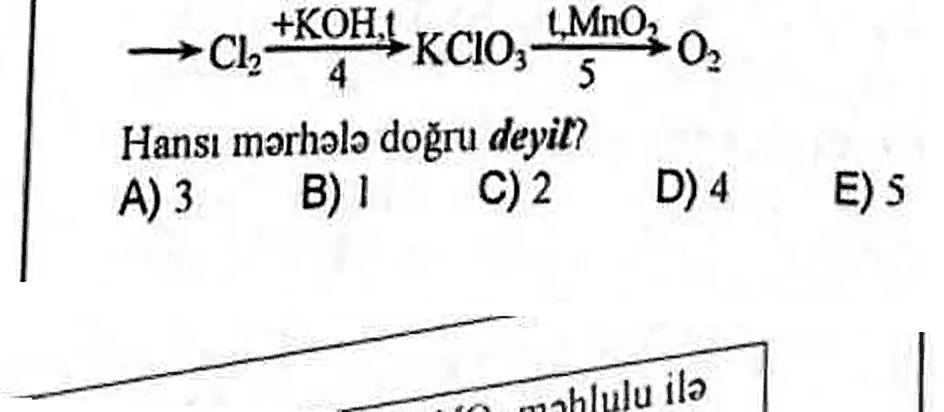 →Cl₂ +KOH,t 4 →KClO₃ t,MnO₂ 5 →O₂
Hansı mərhələ doğru deyil?
A) 3 B) 1 C) 2 D) 4 E) 5
məhlulu ilə